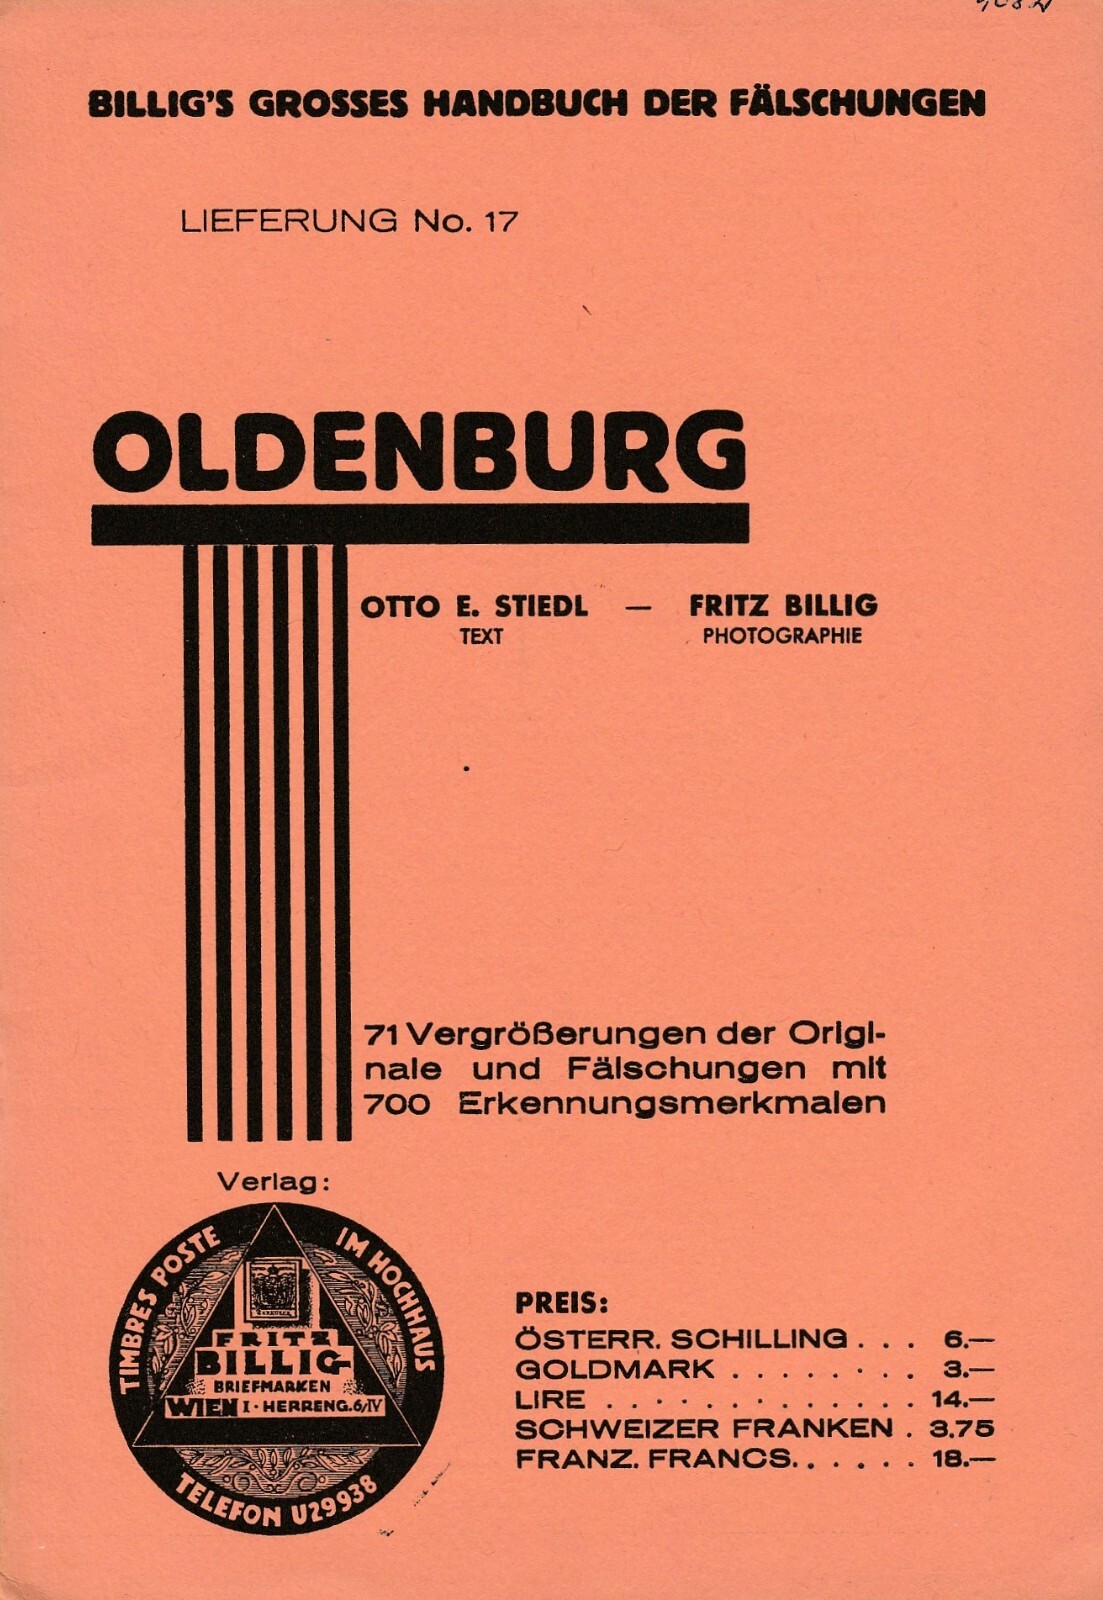 BILLIG'S GROSSES HANDBUCH DER FÄLSCHUNGEN
LIEFERUNG No. 17
OLDENBURG
OTTO E. STIEDL — FRITZ BILLIG
TEXT PHOTOGRAPHIE
71 Vergrößerungen der Origi-
nale und Fälschungen mit
700 Erkennungsmerkmalen
Verlag:
TIMBRES POSTE IM HOCHHAUS
FRITZ
BILLIG
BRIEFMARKEN
WIEN I · HERRENG. 6/IV
TELEFON U29938
PREIS:
ÖSTERR. SCHILLING . . . 6.—
GOLDMARK . . . . . . . . 3.—
LIRE . . . . . . . . . . . . . 14.—
SCHWEIZER FRANKEN . 3.75
FRANZ. FRANCS. . . . . . 18.—